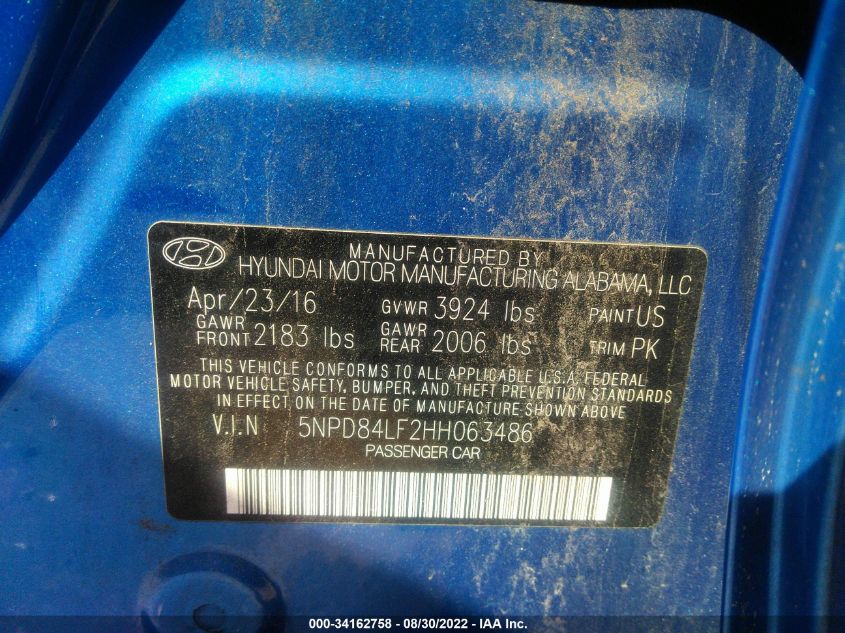 MANUFACTURED BY
HYUNDAI MOTOR MANUFACTURING ALABAMA, LLC
Apr/23/16 GVWR 3924 lbs PAINT US
GAWR FRONT 2183 lbs GAWR REAR 2006 lbs TRIM PK
THIS VEHICLE CONFORMS TO ALL APPLICABLE U.S.A. FEDERAL
MOTOR VEHICLE SAFETY, BUMPER, AND THEFT PREVENTION STANDARDS
IN EFFECT ON THE DATE OF MANUFACTURE SHOWN ABOVE.
V.I.N 5NPD84LF2HH063486
PASSENGER CAR
000-34162758 - 08/30/2022 - IAA Inc.